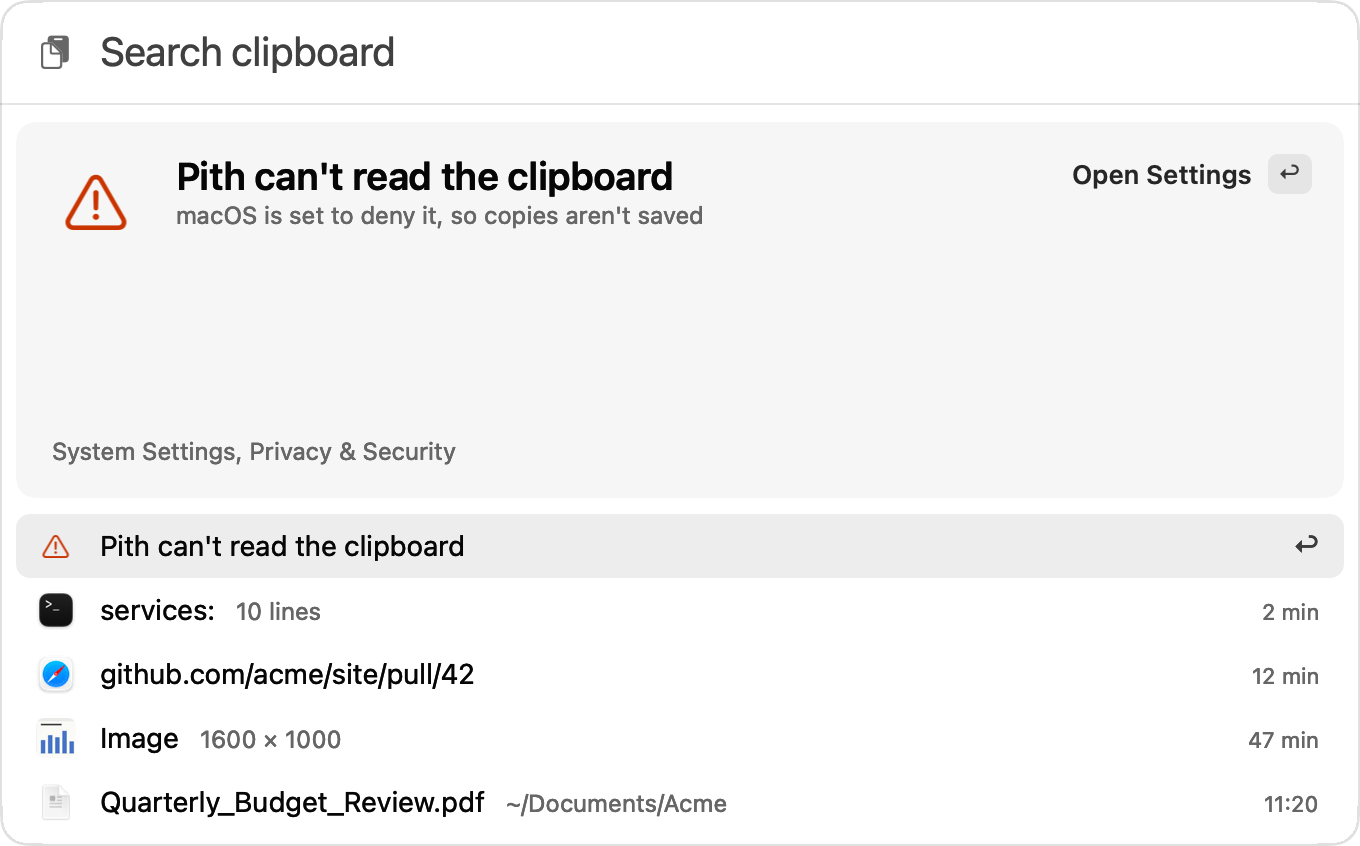 Search clipboard
Pith can't read the clipboard
Open Settings ↩
macOS is set to deny it, so copies aren't saved
System Settings, Privacy & Security
Pith can't read the clipboard ↩
services: 10 lines 2 min
github.com/acme/site/pull/42 12 min
Image 1600 × 1000 47 min
Quarterly_Budget_Review.pdf ~/Documents/Acme 11:20